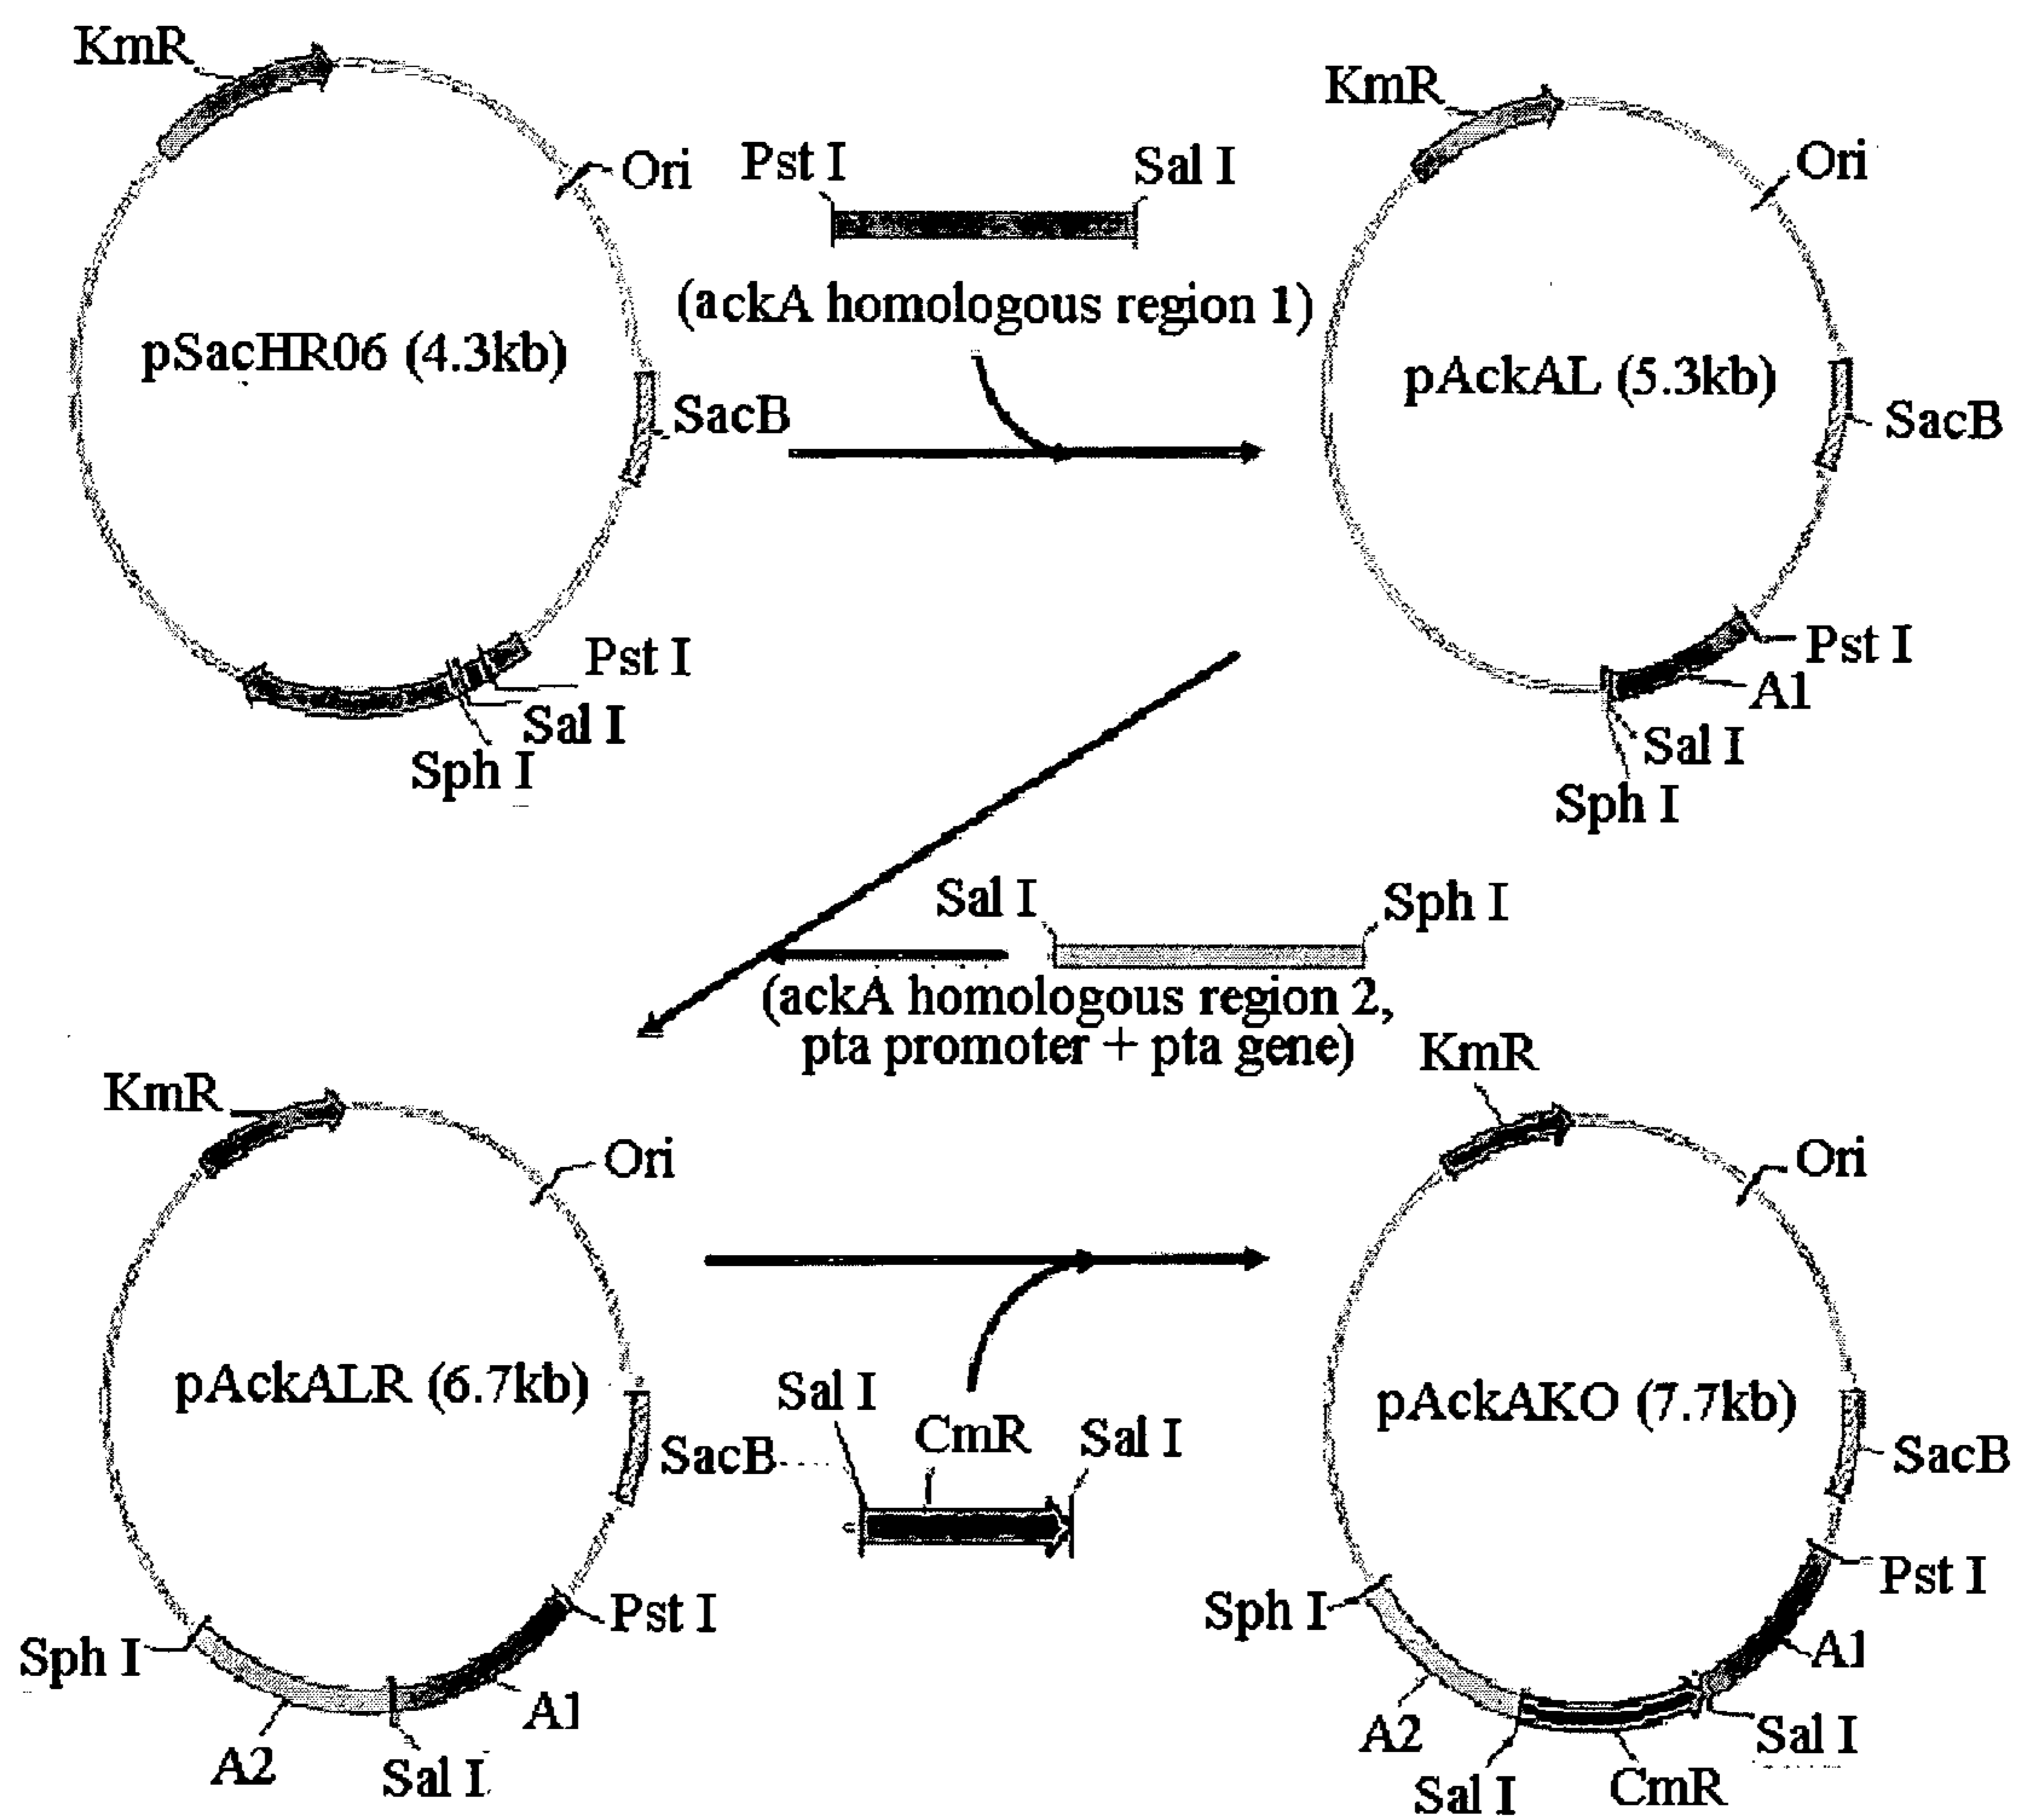 KmR
Ori
pSacHR06 (4.3kb)
SacB
Pst I
Sal I
Sph I
Pst I
Sal I
(ackA homologous region 1)
KmR
Ori
pAckAL (5.3kb)
SacB
Pst I
A1
Sal I
Sph I
Sal I
Sph I
(ackA homologous region 2,
pta promoter + pta gene)
KmR
Ori
pAckALR (6.7kb)
SacB
Pst I
A1
Sal I
A2
Sph I
Sal I
CmR
Sal I
KmR
Ori
pAckAKO (7.7kb)
SacB
Pst I
A1
Sal I
CmR
Sal I
A2
Sph I